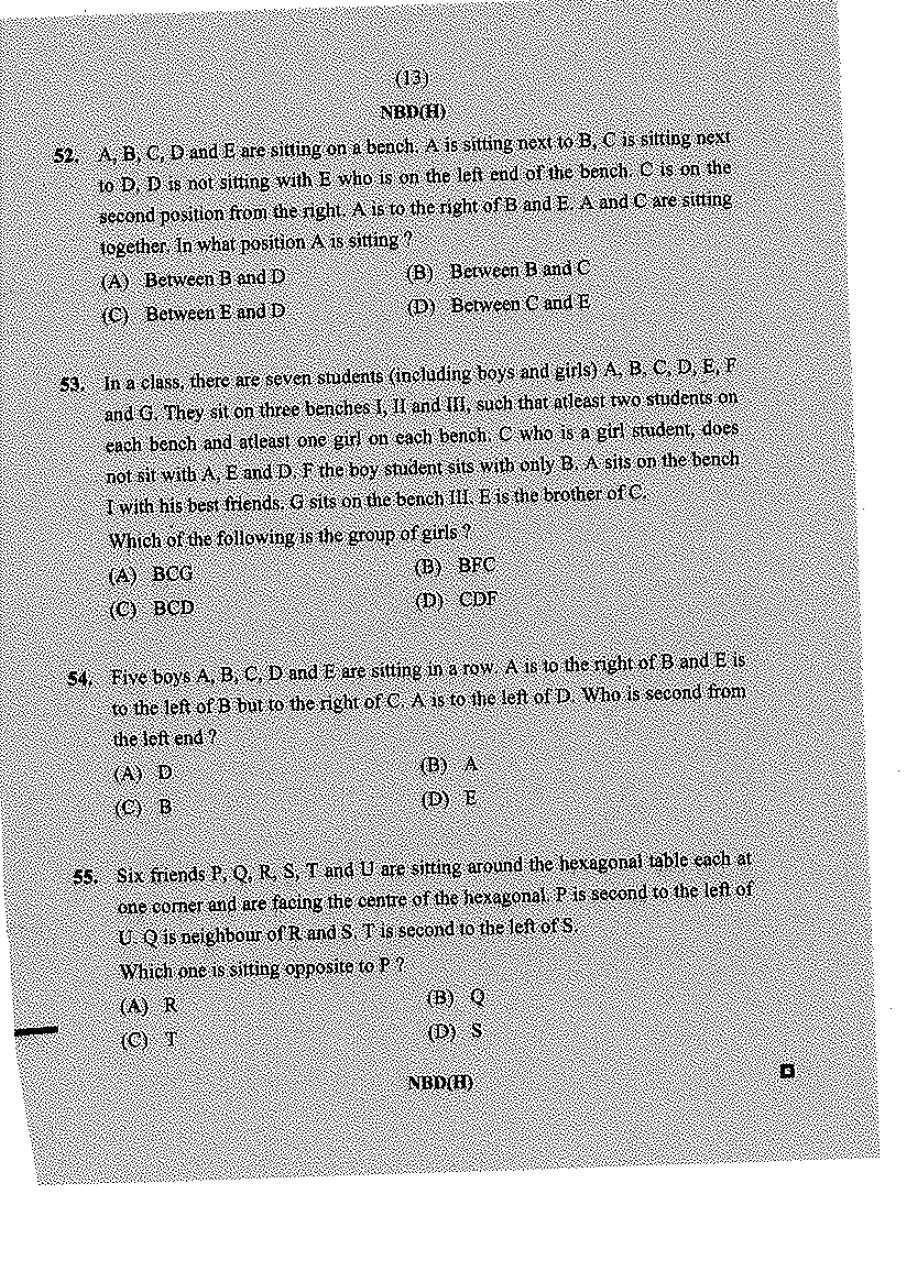 (13)
NBD(H)
52. A, B, C, D and E are sitting on a bench. A is sitting next to B, C is sitting next
to D, D is not sitting with E who is on the left end of the bench. C is on the
second position from the right. A is to the right of B and E. A and C are sitting
together. In what position A is sitting ?
(A) Between B and D (B) Between B and C
(C) Between E and D (D) Between C and E
53. In a class, there are seven students (including boys and girls) A, B, C, D, E, F
and G. They sit on three benches I, II and III, such that atleast two students on
each bench and atleast one girl on each bench. C who is a girl student, does
not sit with A, E and D. F the boy student sits with only B. A sits on the bench
I with his best friends. G sits on the bench III. E is the brother of C.
Which of the following is the group of girls ?
(A) BCG (B) BFC
(C) BCD (D) CDF
54. Five boys A, B, C, D and E are sitting in a row. A is to the right of B and E is
to the left of B but to the right of C. A is to the left of D. Who is second from
the left end ?
(A) D (B) A
(C) B (D) E
55. Six friends P, Q, R, S, T and U are sitting around the hexagonal table each at
one corner and are facing the centre of the hexagonal. P is second to the left of
U. Q is neighbour of R and S. T is second to the left of S.
Which one is sitting opposite to P ?
(A) R (B) Q
(C) T (D) S
NBD(H)